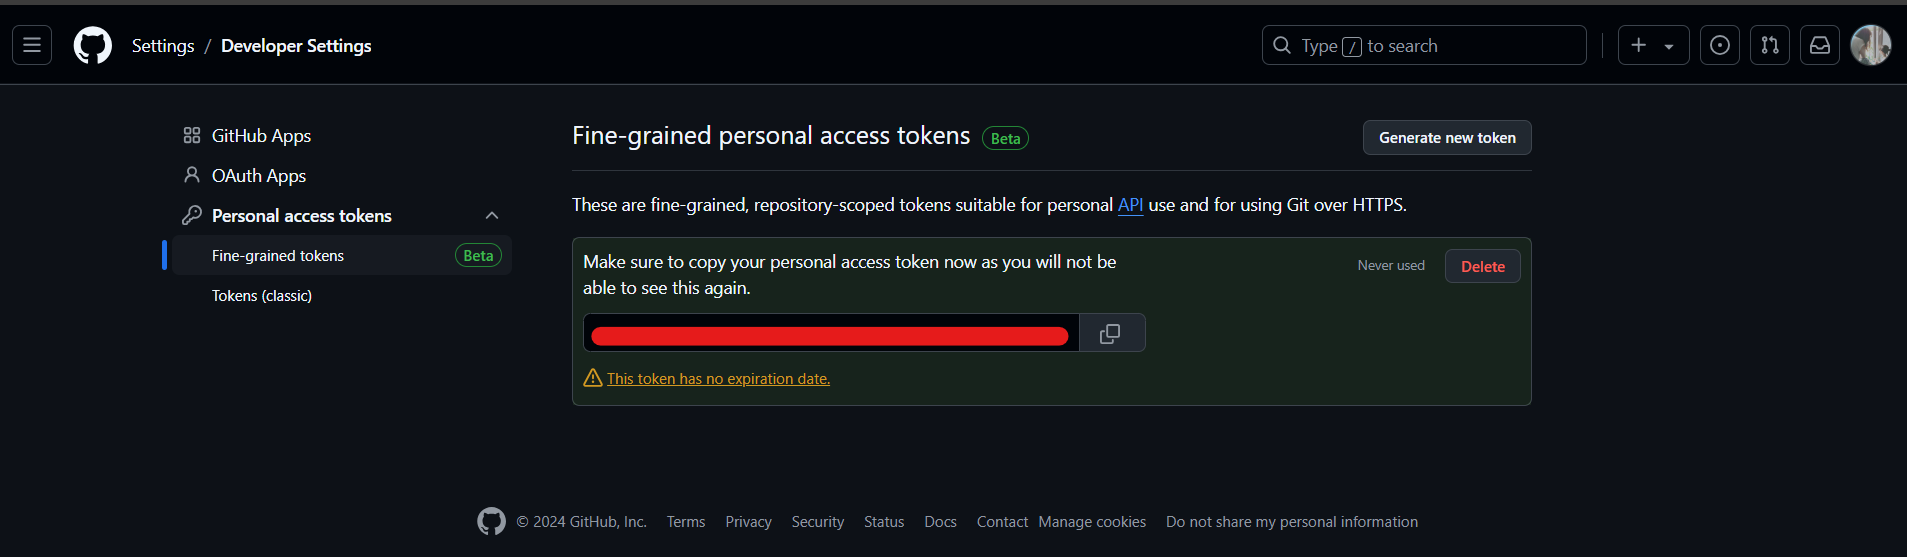 Settings / Developer Settings
Type / to search
GitHub Apps
OAuth Apps
Personal access tokens
Fine-grained tokens Beta
Tokens (classic)
Fine-grained personal access tokens Beta
Generate new token
These are fine-grained, repository-scoped tokens suitable for personal API use and for using Git over HTTPS.
Make sure to copy your personal access token now as you will not be
able to see this again.
Never used
Delete
This token has no expiration date.
© 2024 GitHub, Inc. Terms Privacy Security Status Docs Contact Manage cookies Do not share my personal information